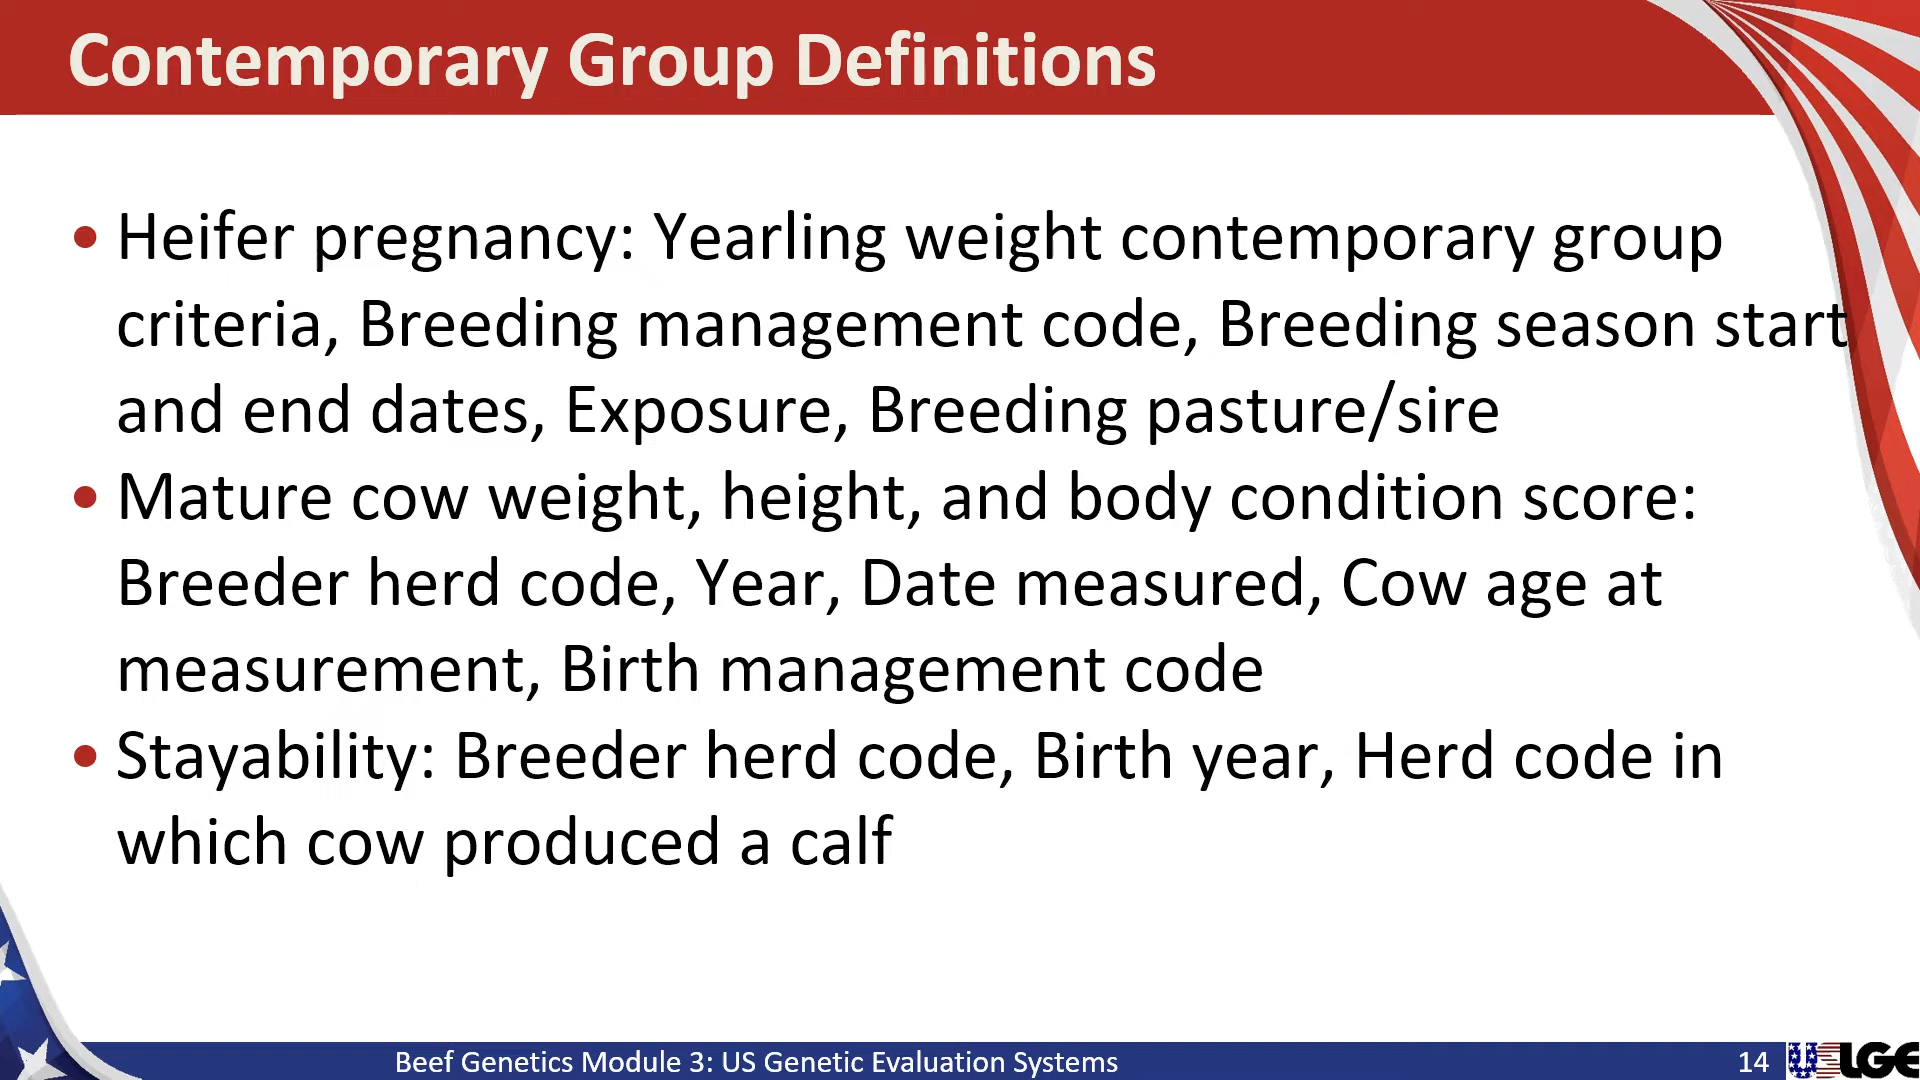 Contemporary Group Definitions
• Heifer pregnancy: Yearling weight contemporary group
criteria, Breeding management code, Breeding season start
and end dates, Exposure, Breeding pasture/sire
• Mature cow weight, height, and body condition score:
Breeder herd code, Year, Date measured, Cow age at
measurement, Birth management code
• Stayability: Breeder herd code, Birth year, Herd code in
which cow produced a calf
Beef Genetics Module 3: US Genetic Evaluation Systems
14
USLGE